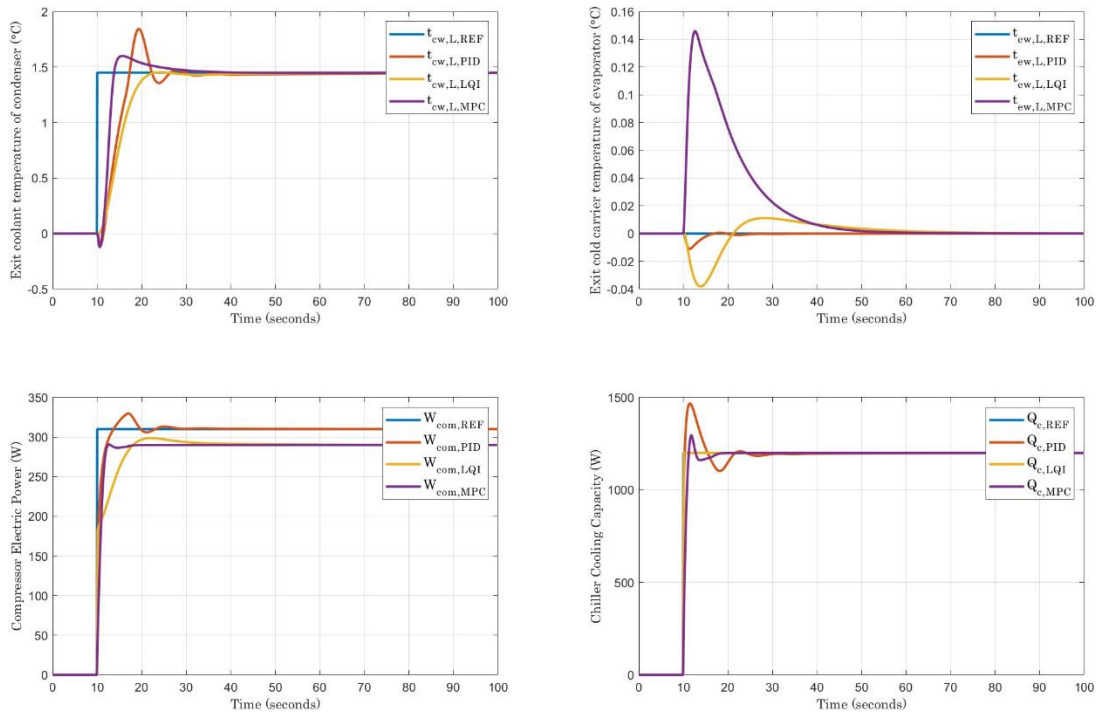 Exit coolant temperature of condenser (°C)
2
1.5
1
0.5
0
-0.5
0 10 20 30 40 50 60 70 80 90 100
Time (seconds)
t_cw,L,REF
t_cw,L,PID
t_cw,L,LQI
t_cw,L,MPC
Exit cold carrier temperature of evaporator (°C)
0.16
0.14
0.12
0.1
0.08
0.06
0.04
0.02
0
-0.02
-0.04
0 10 20 30 40 50 60 70 80 90 100
Time (seconds)
t_ew,L,REF
t_ew,L,PID
t_ew,L,LQI
t_ew,L,MPC
Compressor Electric Power (W)
350
300
250
200
150
100
50
0
0 10 20 30 40 50 60 70 80 90 100
Time (seconds)
W_com,REF
W_com,PID
W_com,LQI
W_com,MPC
Chiller Cooling Capacity (W)
1500
1000
500
0
0 10 20 30 40 50 60 70 80 90 100
Time (seconds)
Q_c,REF
Q_c,PID
Q_c,LQI
Q_c,MPC